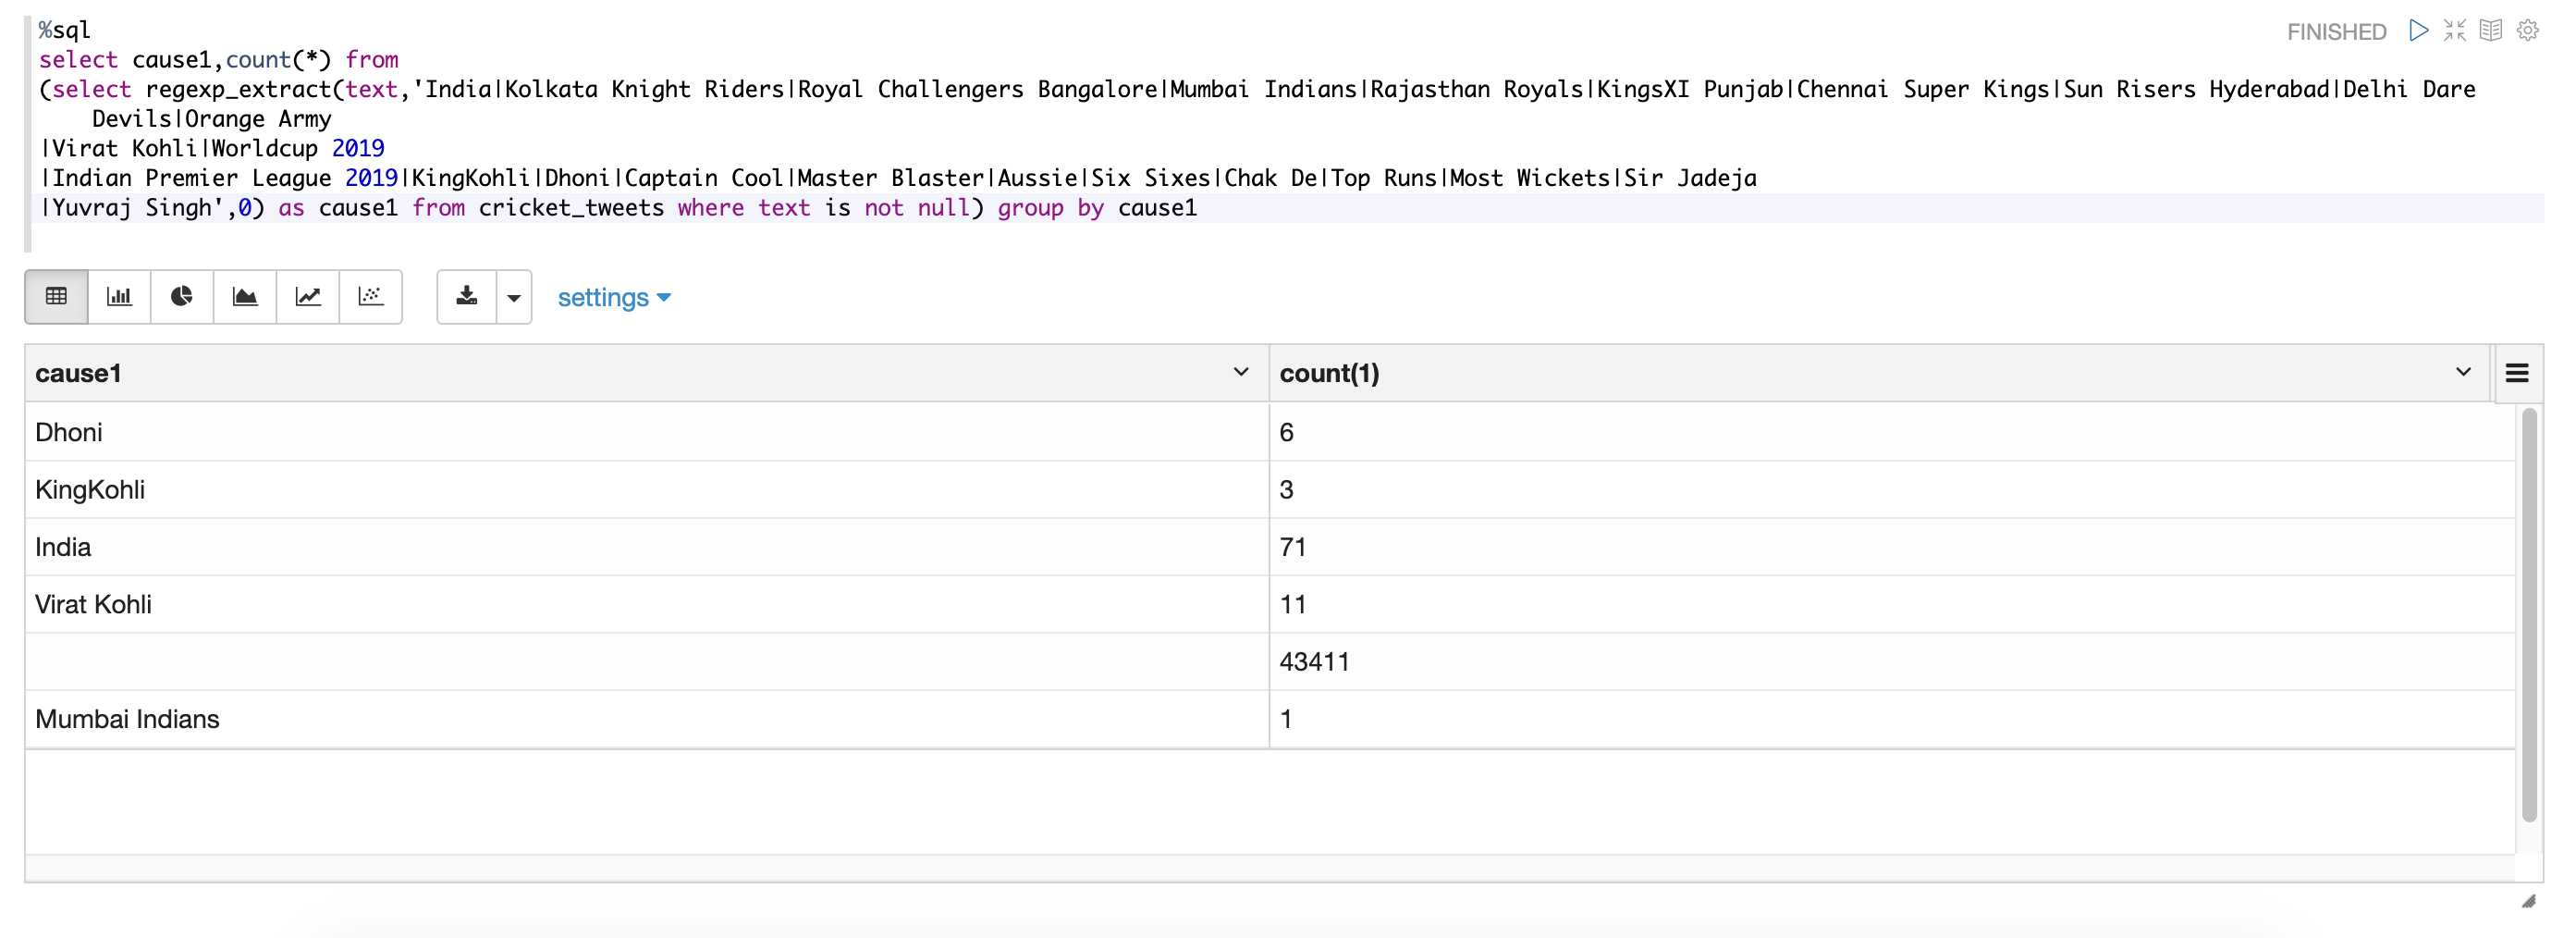 %sql
FINISHED
select cause1,count(*) from
(select regexp_extract(text,'India|Kolkata Knight Riders|Royal Challengers Bangalore|Mumbai Indians|Rajasthan Royals|KingsXI Punjab|Chennai Super Kings|Sun Risers Hyderabad|Delhi Dare
Devils|Orange Army
|Virat Kohli|Worldcup 2019
|Indian Premier League 2019|KingKohli|Dhoni|Captain Cool|Master Blaster|Aussie|Six Sixes|Chak De|Top Runs|Most Wickets|Sir Jadeja
|Yuvraj Singh',0) as cause1 from cricket_tweets where text is not null) group by cause1
settings
cause1 count(1)
Dhoni 6
KingKohli 3
India 71
Virat Kohli 11
43411
Mumbai Indians 1